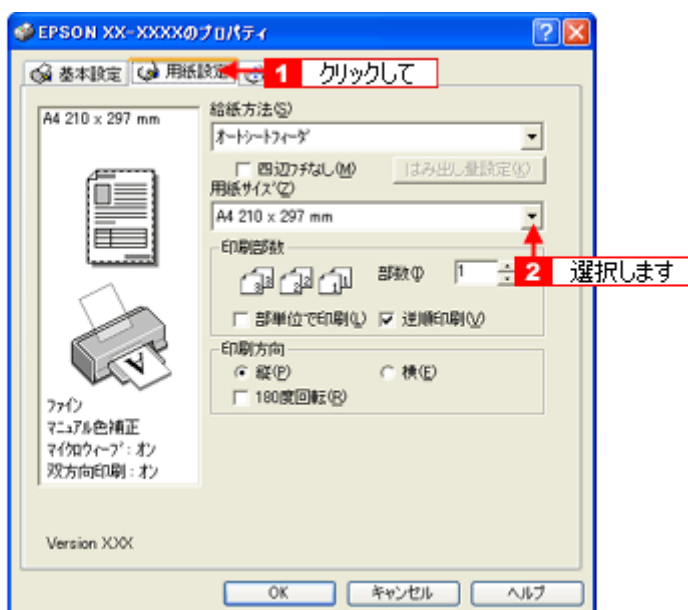 EPSON XX-XXXXのプロパティ
基本設定 用紙設定 1 クリックして
A4 210 x 297 mm
給紙方法(S)
オートシートフィーダ
四辺フチなし(M) はみ出し量設定(K)
用紙サイズ(Z)
A4 210 x 297 mm
印刷部数
3 3 2 2 1 1 部数(I) 1
2 選択します
部単位で印刷(L) 逆順印刷(V)
印刷方向
縦(P) 横(E)
180度回転(R)
A
ファイン
マニュアル色補正
マイクロウィーブ：オン
双方向印刷：オン
Version XXX
OK キャンセル ヘルプ